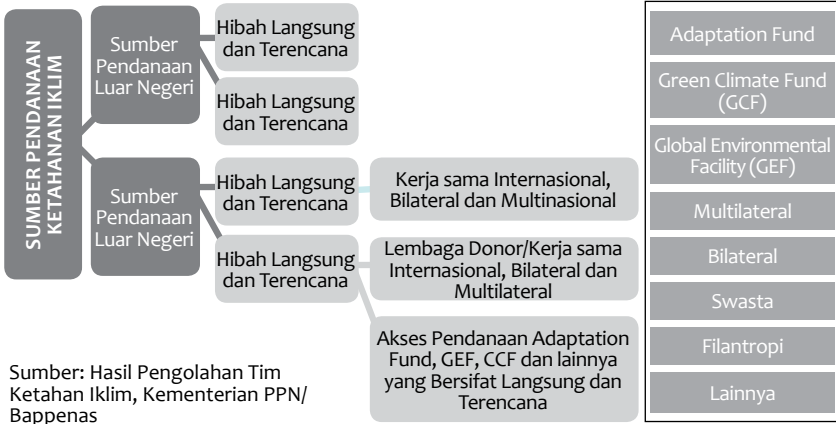 SUMBER PENDANAAN
KETAHANAN IKLIM
Sumber
Pendanaan
Luar Negeri
Hibah Langsung
dan Terencana
Hibah Langsung
dan Terencana
Sumber
Pendanaan
Luar Negeri
Hibah Langsung
dan Terencana
Kerja sama Internasional,
Bilateral dan Multinasional
Hibah Langsung
dan Terencana
Lembaga Donor/Kerja sama
Internasional, Bilateral dan
Multilateral
Akses Pendanaan Adaptation
Fund, GEF, CCF dan lainnya
yang Bersifat Langsung dan
Terencana
Adaptation Fund
Green Climate Fund
(GCF)
Global Environmental
Facility (GEF)
Multilateral
Bilateral
Swasta
Filantropi
Lainnya
Sumber: Hasil Pengolahan Tim
Ketahan Iklim, Kementerian PPN/
Bappenas